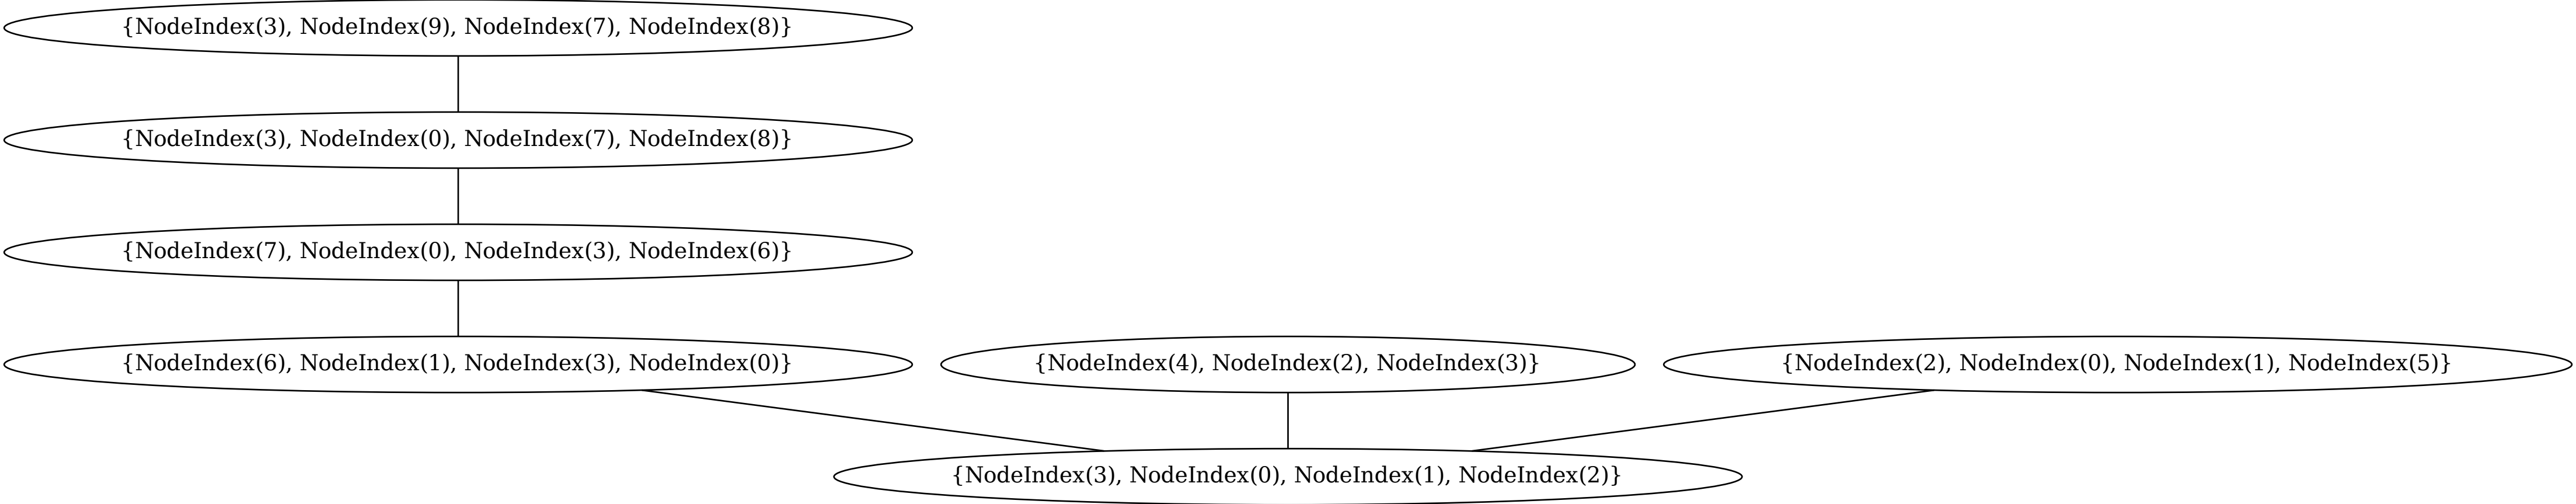 {NodeIndex(3), NodeIndex(9), NodeIndex(7), NodeIndex(8)}
{NodeIndex(3), NodeIndex(0), NodeIndex(7), NodeIndex(8)}
{NodeIndex(7), NodeIndex(0), NodeIndex(3), NodeIndex(6)}
{NodeIndex(6), NodeIndex(1), NodeIndex(3), NodeIndex(0)}
{NodeIndex(4), NodeIndex(2), NodeIndex(3)}
{NodeIndex(2), NodeIndex(0), NodeIndex(1), NodeIndex(5)}
{NodeIndex(3), NodeIndex(0), NodeIndex(1), NodeIndex(2)}